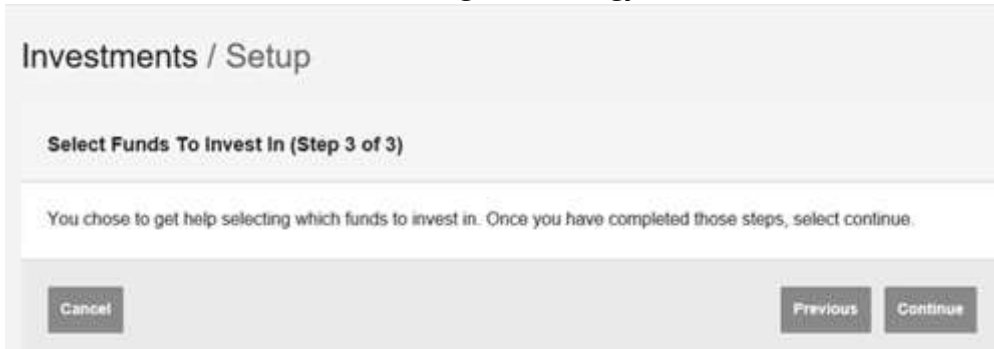 Investments / Setup
Select Funds To Invest In (Step 3 of 3)
You chose to get help selecting which funds to invest in. Once you have completed those steps, select continue.
Cancel
Previous
Continue